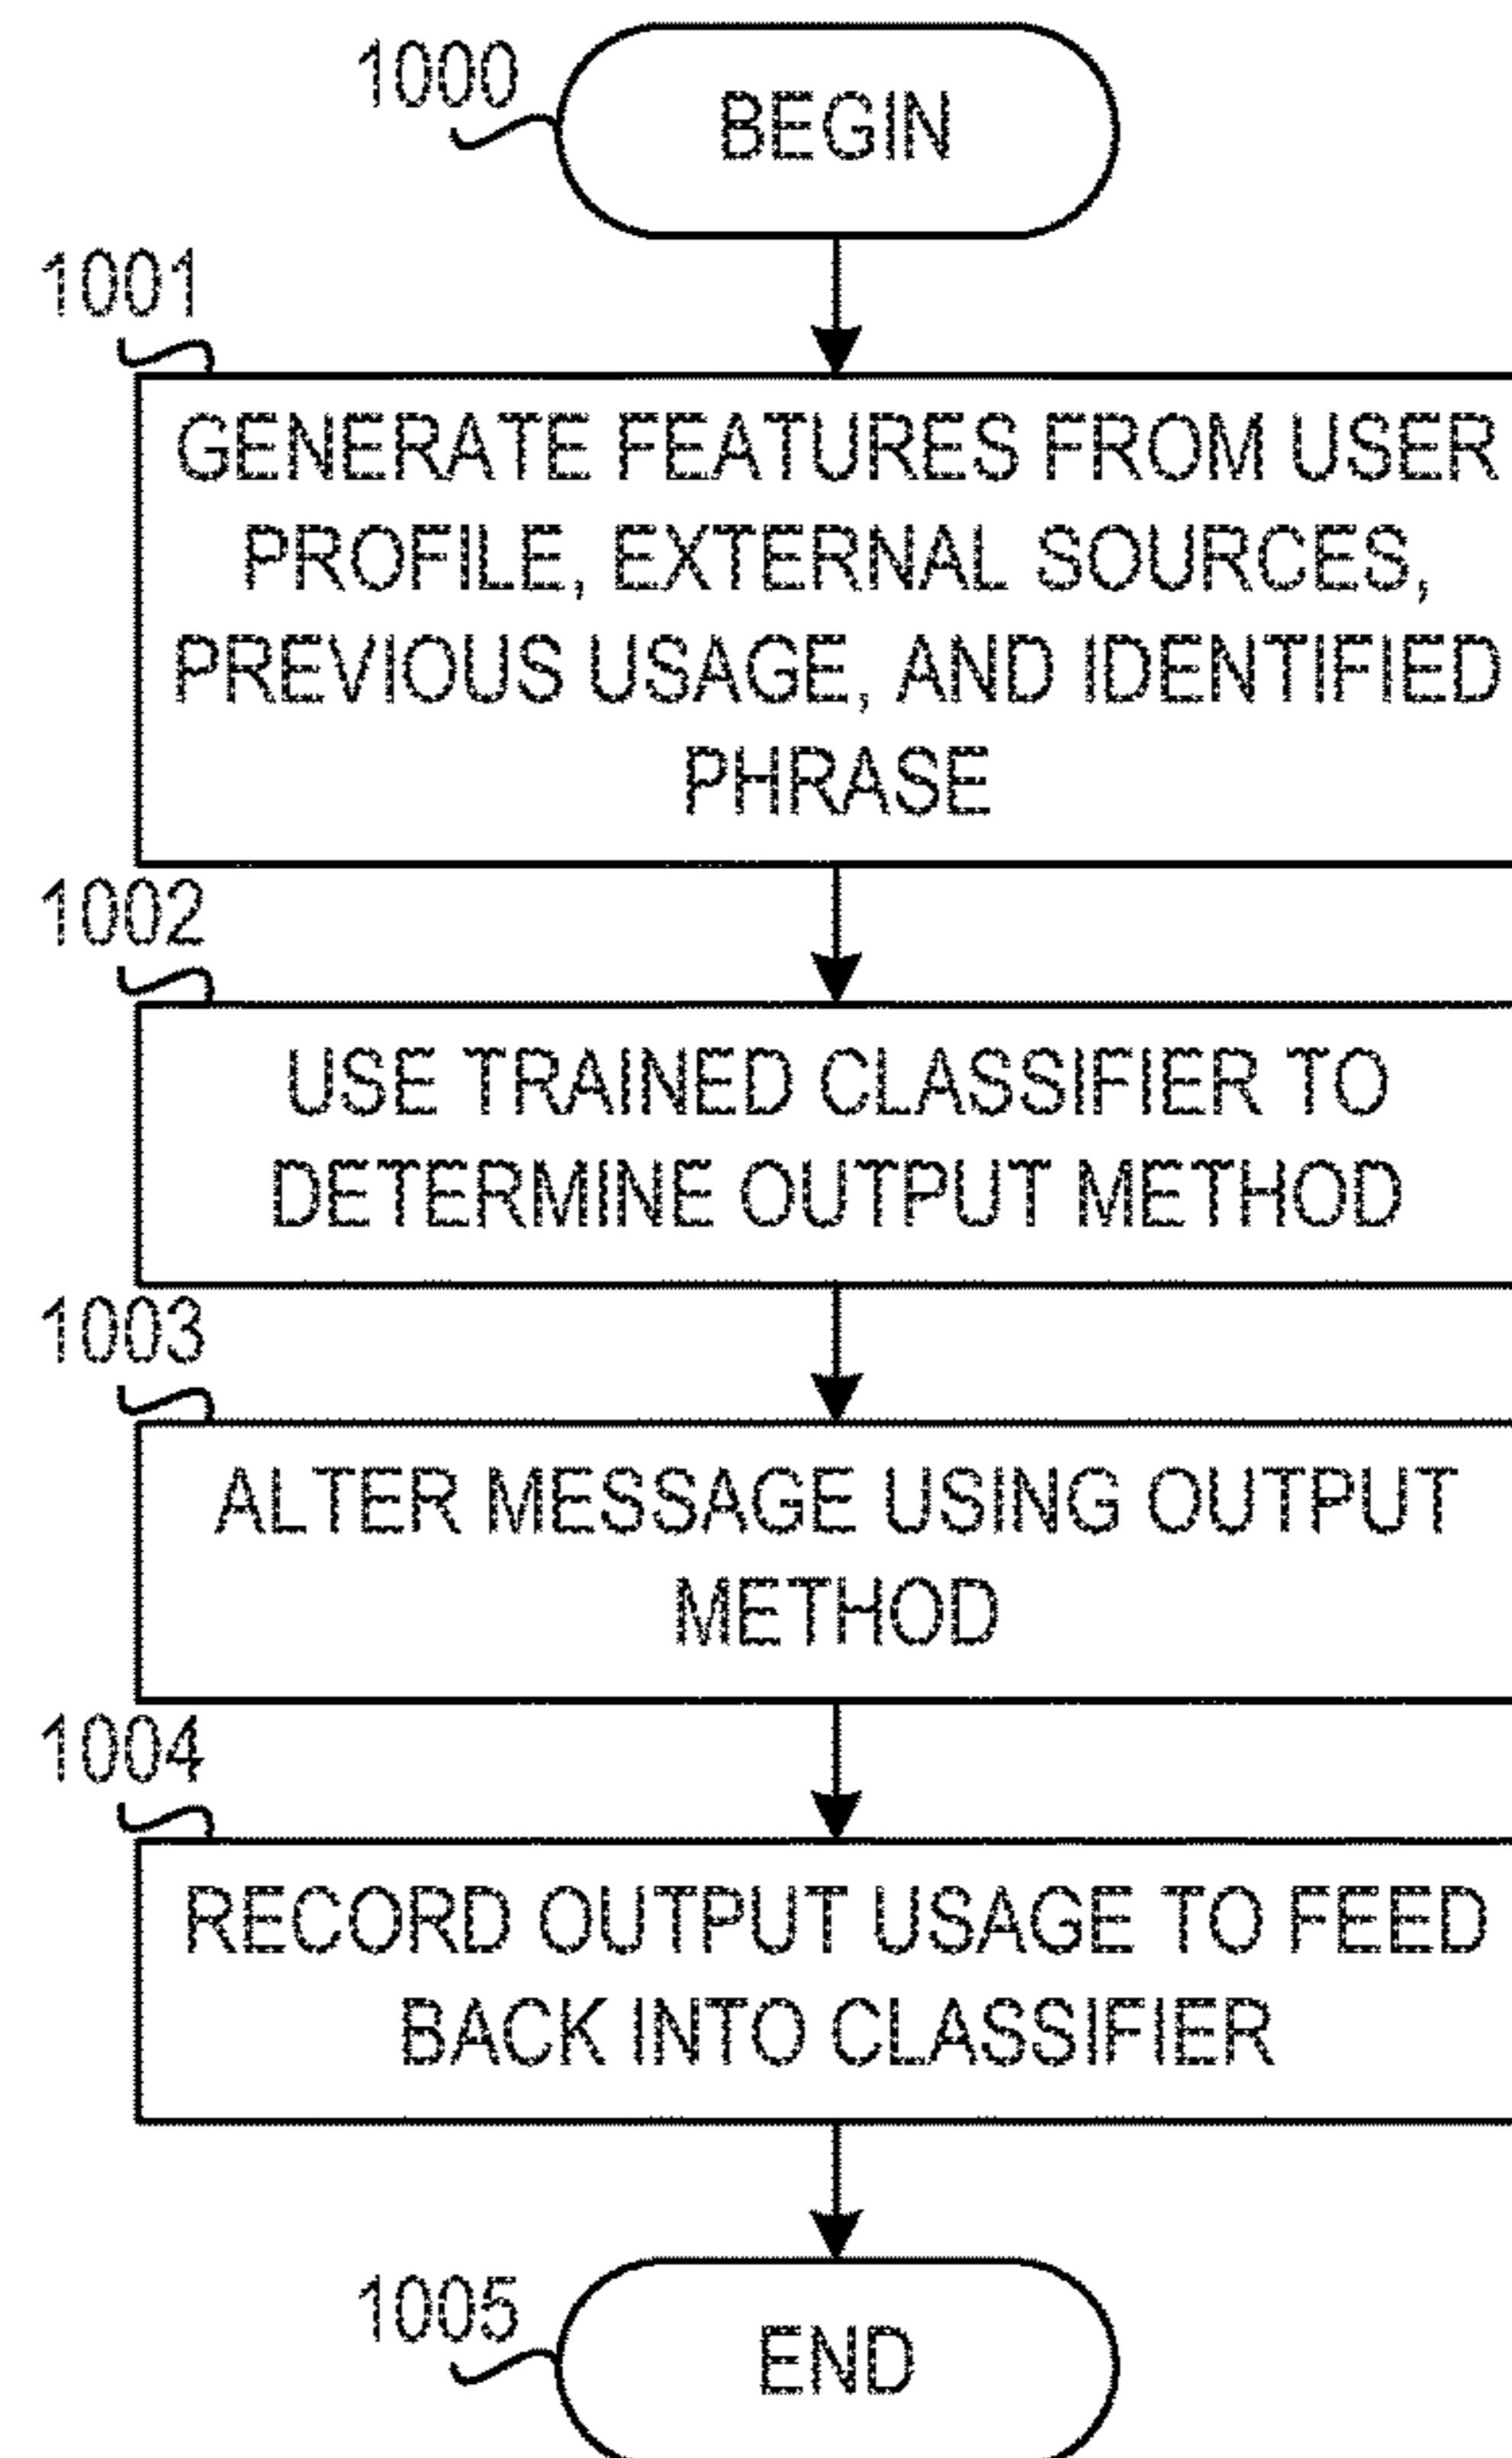 1000
BEGIN
1001
GENERATE FEATURES FROM USER
PROFILE, EXTERNAL SOURCES,
PREVIOUS USAGE, AND IDENTIFIED
PHRASE
1002
USE TRAINED CLASSIFIER TO
DETERMINE OUTPUT METHOD
1003
ALTER MESSAGE USING OUTPUT
METHOD
1004
RECORD OUTPUT USAGE TO FEED
BACK INTO CLASSIFIER
1005
END